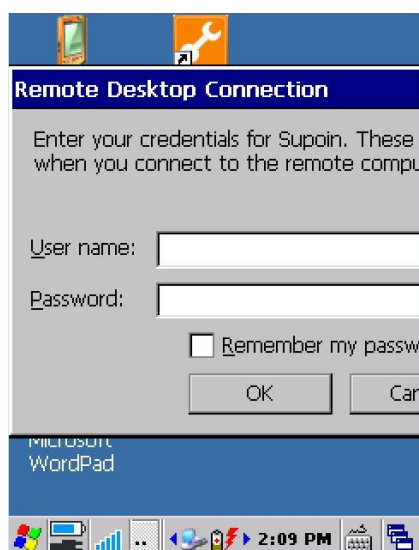 Remote Desktop Connection
Enter your credentials for Supoin. These
when you connect to the remote compu
User name:
Password:
Remember my passw
OK
Can
Microsoft
WordPad
2:09 PM